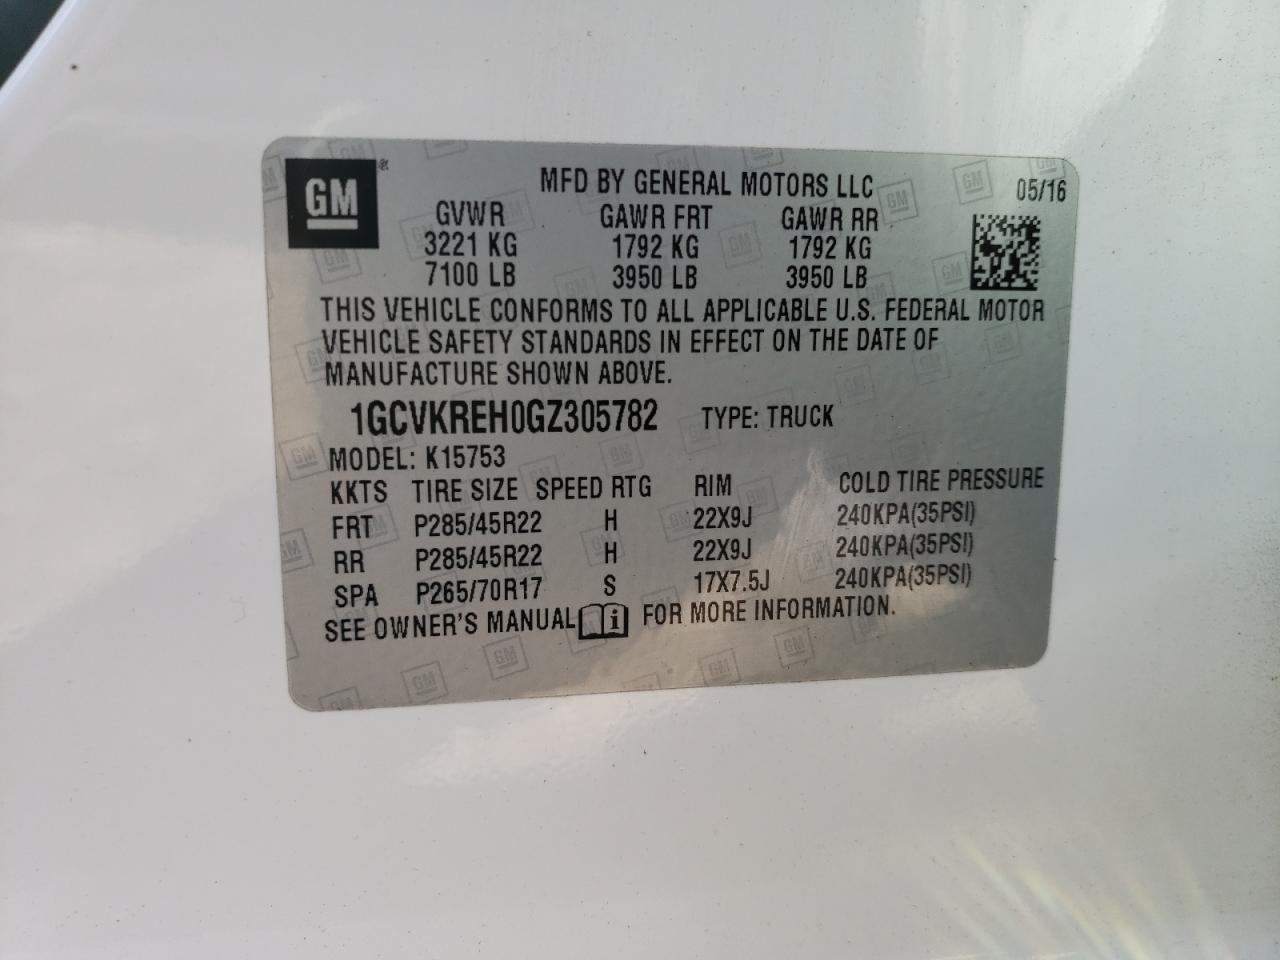 GM ®
MFD BY GENERAL MOTORS LLC 05/16
GVWR GAWR FRT GAWR RR
3221 KG 1792 KG 1792 KG
7100 LB 3950 LB 3950 LB
THIS VEHICLE CONFORMS TO ALL APPLICABLE U.S. FEDERAL MOTOR
VEHICLE SAFETY STANDARDS IN EFFECT ON THE DATE OF
MANUFACTURE SHOWN ABOVE.
1GCVKREH0GZ305782 TYPE: TRUCK
MODEL: K15753
KKTS TIRE SIZE SPEED RTG RIM COLD TIRE PRESSURE
FRT P285/45R22 H 22X9J 240KPA(35PSI)
RR P285/45R22 H 22X9J 240KPA(35PSI)
SPA P265/70R17 S 17X7.5J 240KPA(35PSI)
SEE OWNER'S MANUAL i FOR MORE INFORMATION.